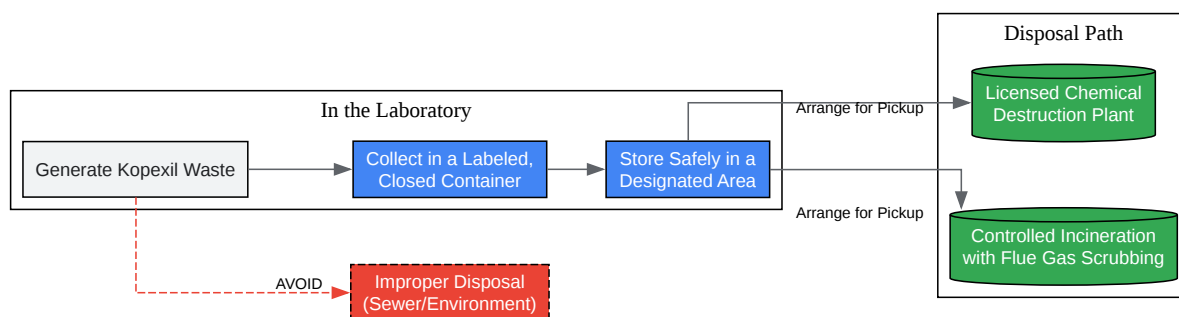 Disposal Path
Licensed Chemical
Destruction Plant
In the Laboratory
Arrange for Pickup
Generate Kopexil Waste
Collect in a Labeled,
Closed Container
Store Safely in a
Designated Area
Arrange for Pickup
Controlled Incineration
with Flue Gas Scrubbing
AVOID
Improper Disposal
(Sewer/Environment)